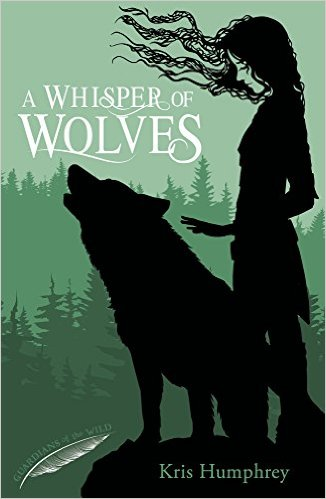 A WHISPER OF
WOLVES
GUARDIANS of the WILD
Kris Humphrey